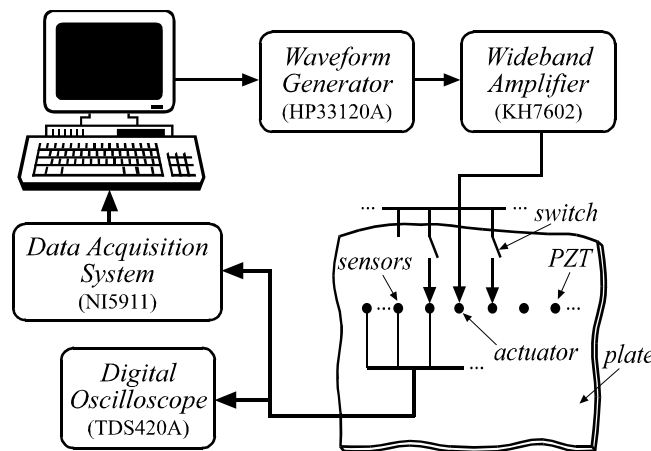 Waveform
Generator
(HP33120A)
Wideband
Amplifier
(KH7602)
... ...
switch
Data Acquisition
System
(NI5911)
sensors
PZT
... ...
actuator
plate
...
Digital
Oscilloscope
(TDS420A)